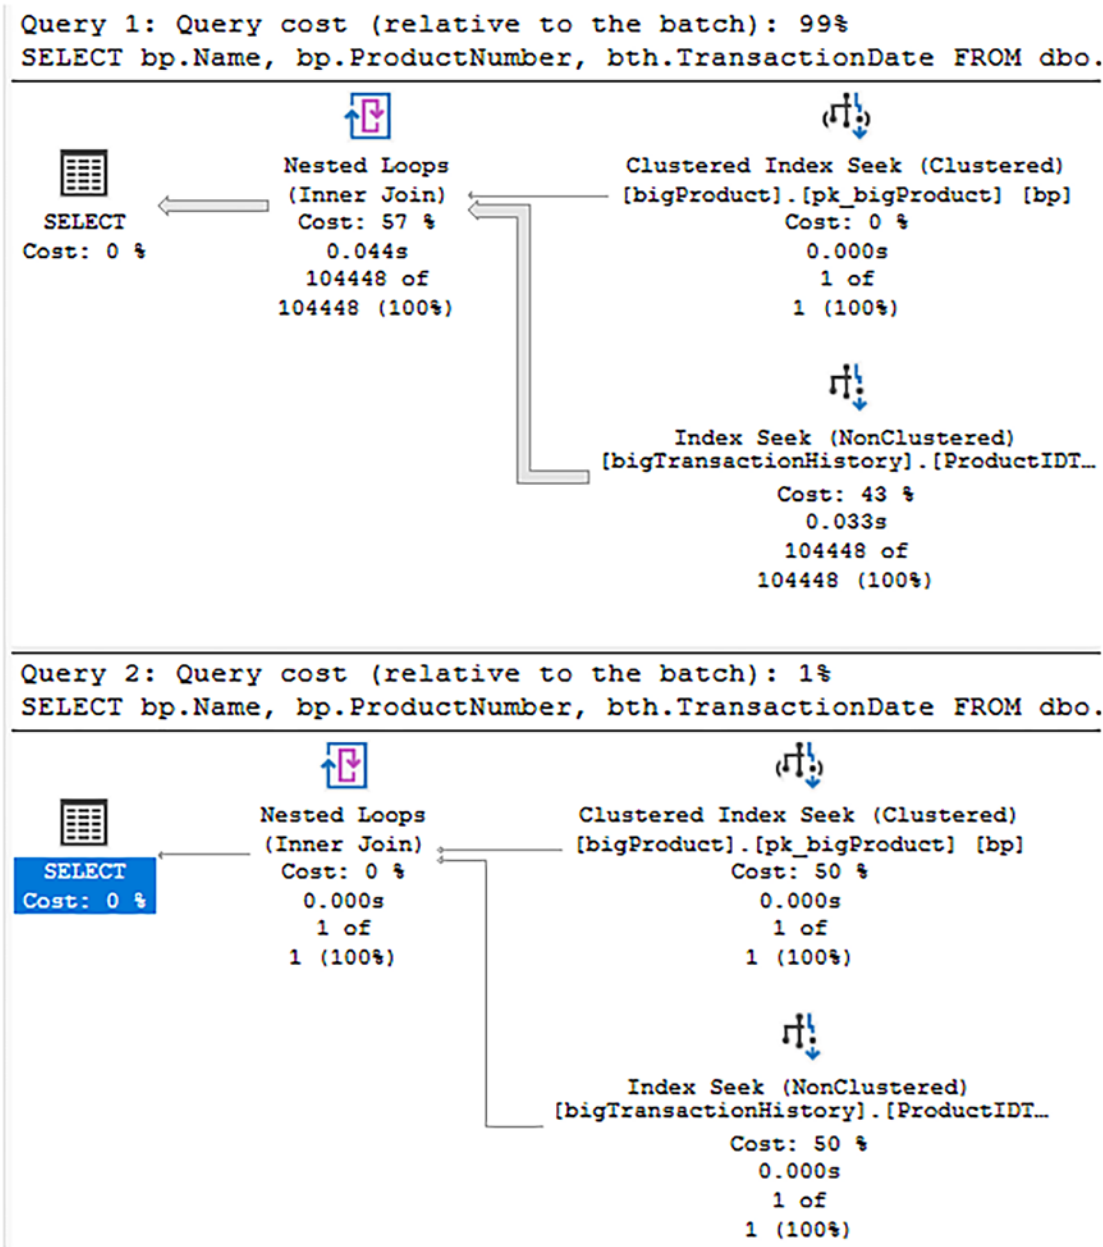 Query 1: Query cost (relative to the batch): 99%
SELECT bp.Name, bp.ProductNumber, bth.TransactionDate FROM dbo.
SELECT
Cost: 0 %
Nested Loops
(Inner Join)
Cost: 57 %
0.044s
104448 of
104448 (100%)
Clustered Index Seek (Clustered)
[bigProduct].[pk_bigProduct] [bp]
Cost: 0 %
0.000s
1 of
1 (100%)
Index Seek (NonClustered)
[bigTransactionHistory].[ProductIDT…
Cost: 43 %
0.033s
104448 of
104448 (100%)
Query 2: Query cost (relative to the batch): 1%
SELECT bp.Name, bp.ProductNumber, bth.TransactionDate FROM dbo.
SELECT
Cost: 0 %
Nested Loops
(Inner Join)
Cost: 0 %
0.000s
1 of
1 (100%)
Clustered Index Seek (Clustered)
[bigProduct].[pk_bigProduct] [bp]
Cost: 50 %
0.000s
1 of
1 (100%)
Index Seek (NonClustered)
[bigTransactionHistory].[ProductIDT…
Cost: 50 %
0.000s
1 of
1 (100%)